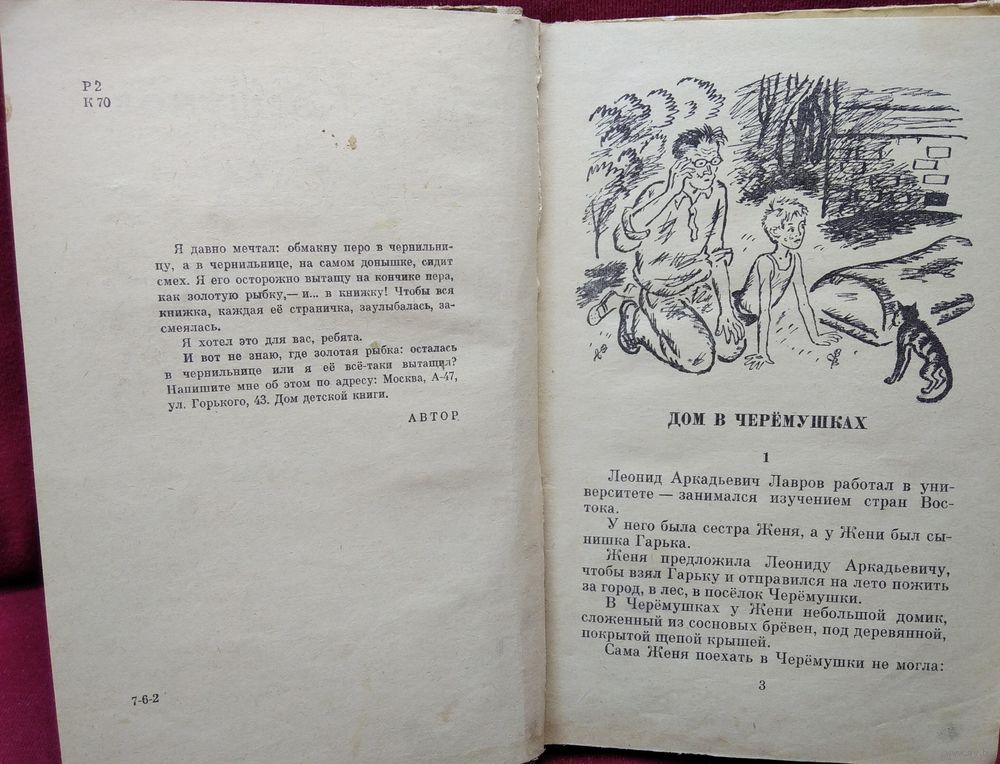 Р2
К 70
Я давно мечтал: обмакну перо в чернильни-
цу, а в чернильнице, на самом донышке, сидит
смех. Я его осторожно вытащу на кончике пера,
как золотую рыбку,— и... в книжку! Чтобы вся
книжка, каждая её страничка, заулыбалась, за-
смеялась.
Я хотел это для вас, ребята.
И вот не знаю, где золотая рыбка: осталась
в чернильнице или я её всё-таки вытащил?
Напишите мне об этом по адресу: Москва, А-47,
ул. Горького, 43. Дом детской книги.
АВТОР
7-6-2
ДОМ В ЧЕРЁМУШКАХ
1
Леонид Аркадьевич Лавров работал в уни-
верситете — занимался изучением стран Вос-
тока.
У него была сестра Женя, а у Жени был сы-
нишка Гарька.
Женя предложила Леониду Аркадьевичу,
чтобы взял Гарьку и отправился на лето пожить
за город, в лес, в посёлок Черёмушки.
В Черёмушках у Жени небольшой домик,
сложенный из сосновых брёвен, под деревянной,
покрытой щепой крышей.
Сама Женя поехать в Черёмушки не могла:
3